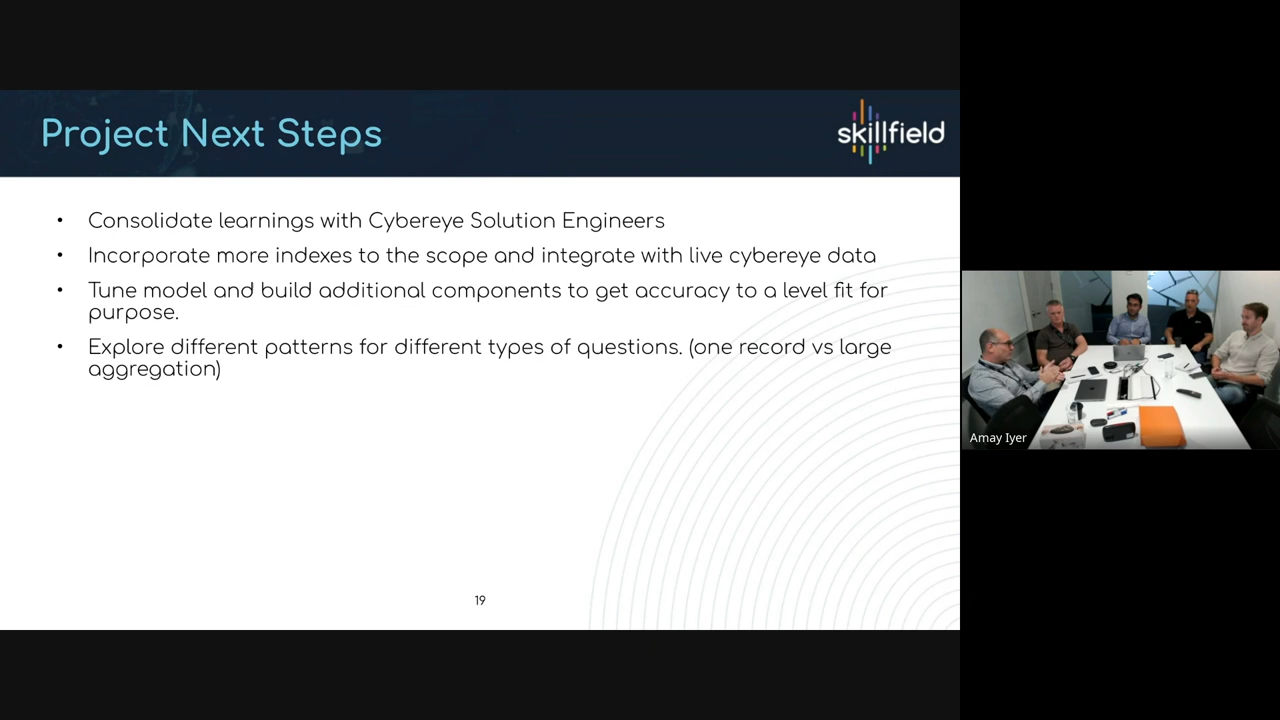 Project Next Steps
skillfield
• Consolidate learnings with Cybereye Solution Engineers
• Incorporate more indexes to the scope and integrate with live cybereye data
• Tune model and build additional components to get accuracy to a level fit for
purpose.
• Explore different patterns for different types of questions. (one record vs large
aggregation)
19
Amay Iyer